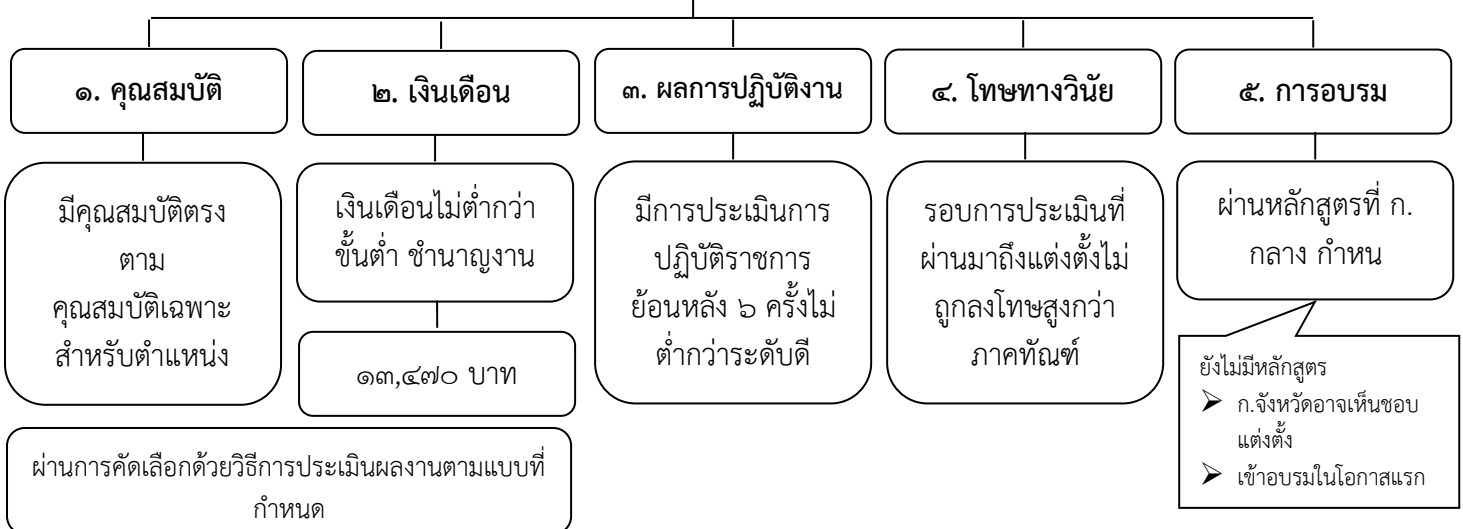 ๑. คุณสมบัติ
๒. เงินเดือน
๓. ผลการปฏิบัติงาน
๔. โทษทางวินัย
๕. การอบรม
มีคุณสมบัติตรง
ตาม
คุณสมบัติเฉพาะ
สำหรับตำแหน่ง
เงินเดือนไม่ต่ำกว่า
ขั้นต่ำ ชำนาญงาน
๑๓,๔๗๐ บาท
มีการประเมินการ
ปฏิบัติราชการ
ย้อนหลัง ๖ ครั้งไม่
ต่ำกว่าระดับดี
รอบการประเมินที่
ผ่านมาถึงแต่งตั้งไม่
ถูกลงโทษสูงกว่า
ภาคทัณฑ์
ผ่านหลักสูตรที่ ก.
กลาง กำหน
ยังไม่มีหลักสูตร
➢ ก.จังหวัดอาจเห็นชอบ
แต่งตั้ง
➢ เข้าอบรมในโอกาสแรก
ผ่านการคัดเลือกด้วยวิธีการประเมินผลงานตามแบบที่
กำหนด